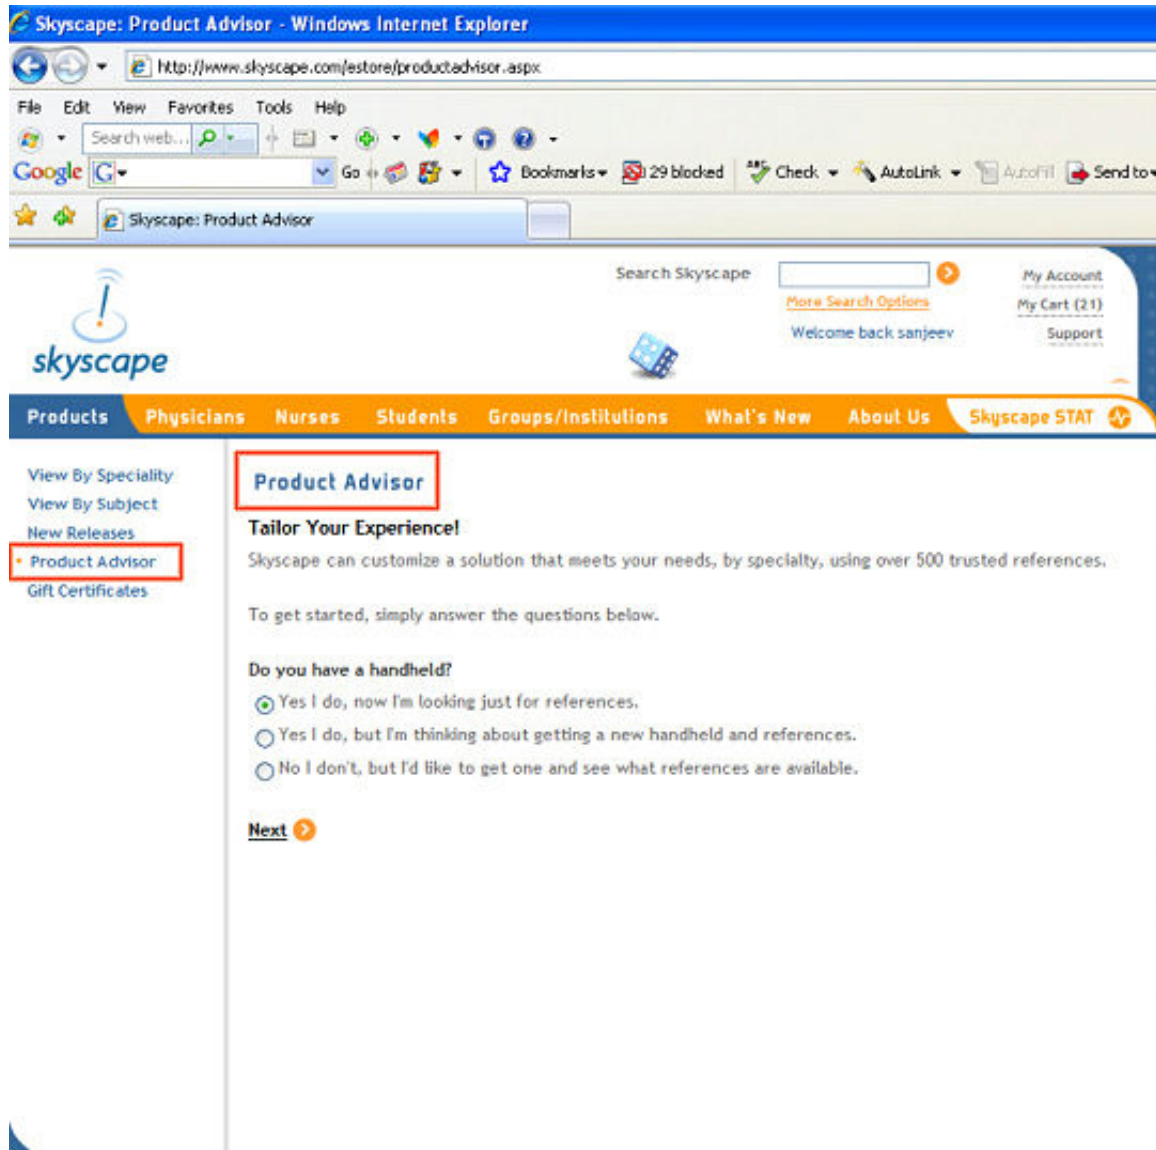 Skyscape: Product Advisor - Windows Internet Explorer
http://www.skyscape.com/estore/productadvisor.aspx
File Edit View Favorites Tools Help
Search web...
Google G Go Bookmarks 29 blocked Check AutoLink AutoFill Send to
Skyscape: Product Advisor
skyscape
Search Skyscape
More Search Options
Welcome back sanjeev
My Account
My Cart (21)
Support
Products Physicians Nurses Students Groups/Institutions What's New About Us Skyscape STAT
View By Speciality
View By Subject
New Releases
Product Advisor
Gift Certificates
Product Advisor
Tailor Your Experience!
Skyscape can customize a solution that meets your needs, by specialty, using over 500 trusted references.
To get started, simply answer the questions below.
Do you have a handheld?
Yes I do, now I'm looking just for references.
Yes I do, but I'm thinking about getting a new handheld and references.
No I don't, but I'd like to get one and see what references are available.
Next